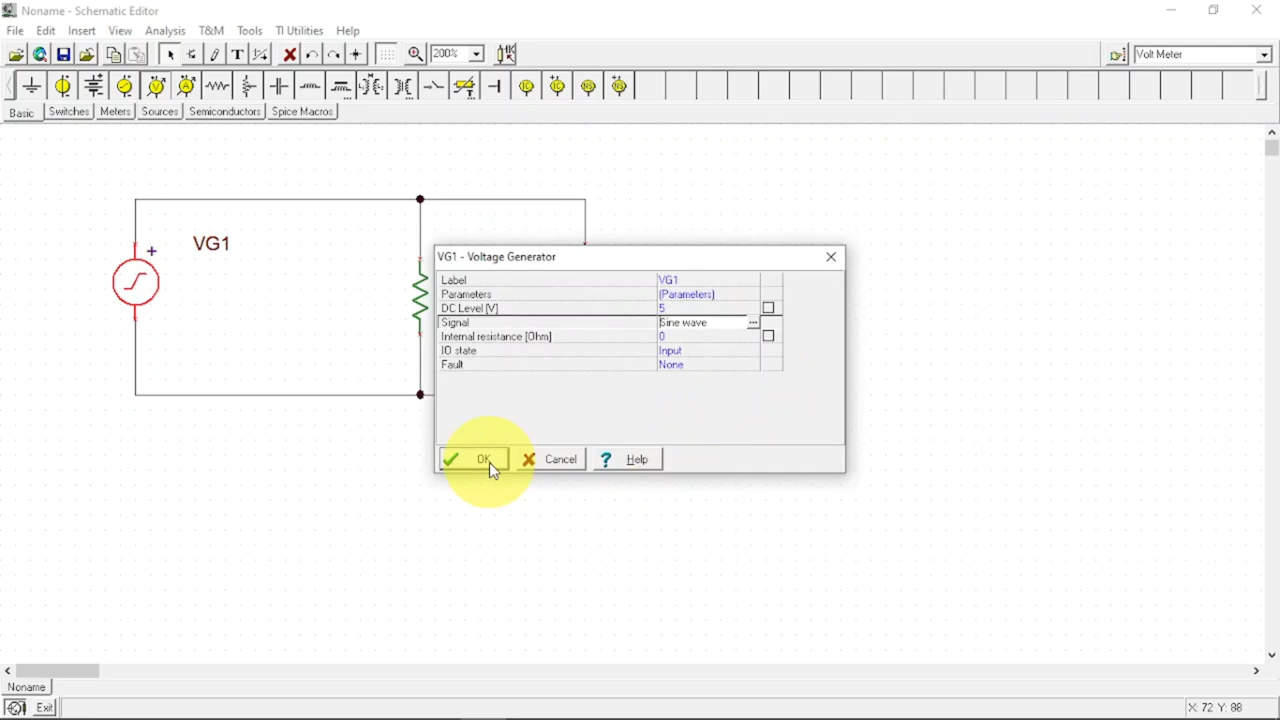 Noname - Schematic Editor
File Edit Insert View Analysis T&M Tools TI Utilities Help
T 200% Volt Meter
Basic Switches Meters Sources Semiconductors Spice Macros
VG1
+
VG1 - Voltage Generator
Label VG1
Parameters (Parameters)
DC Level [V] 5
Signal Sine wave ...
Internal resistance [Ohm] 0
IO state Input
Fault None
OK Cancel ? Help
Noname
Exit X: 72 Y: 88